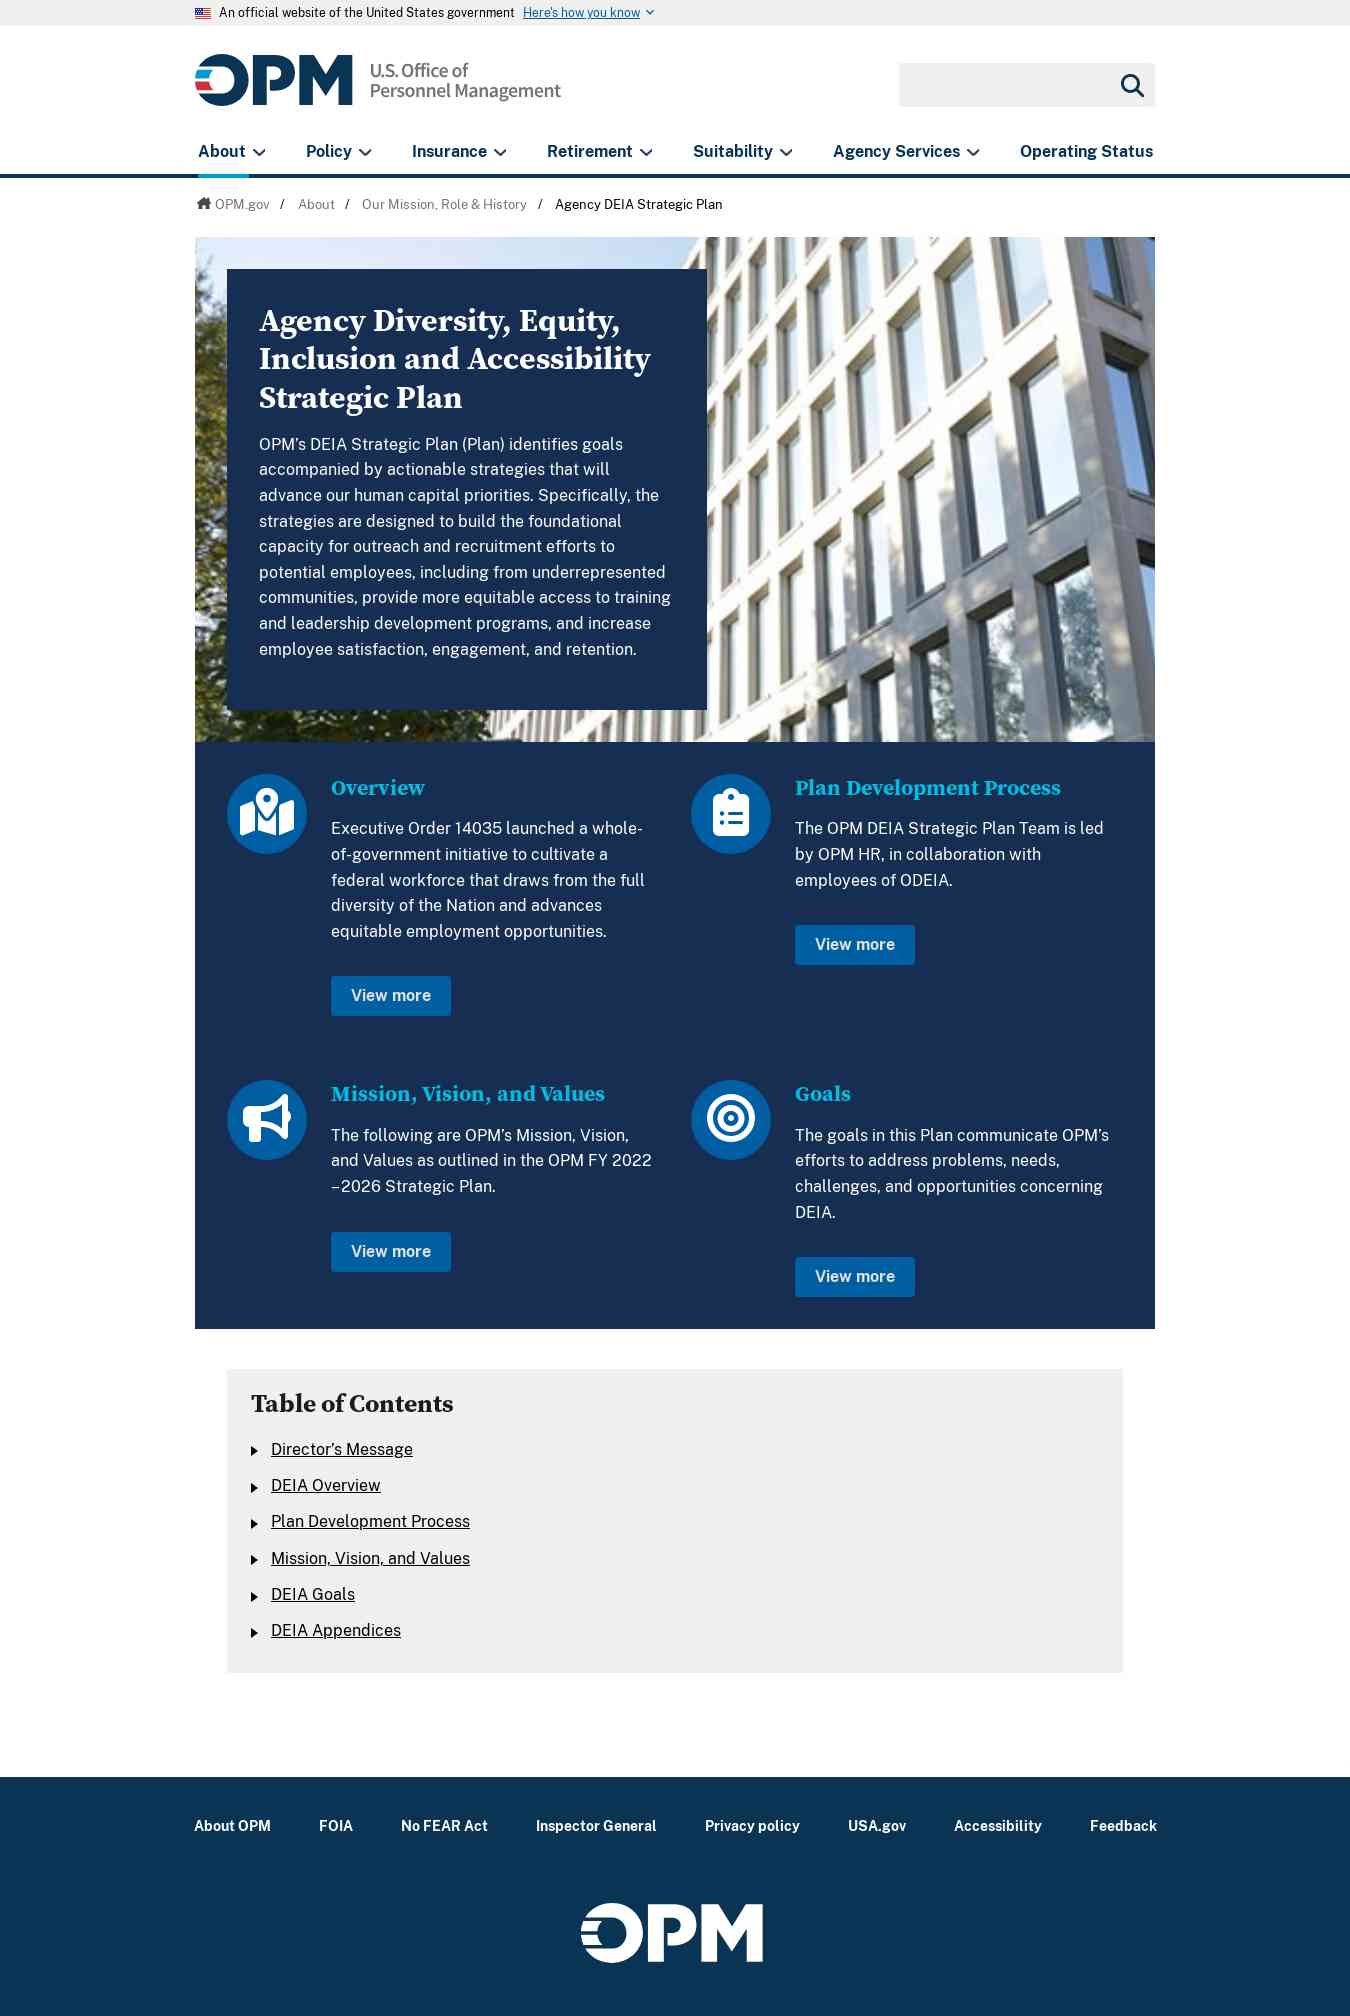 An official website of the United States government Here's how you know
OPM U.S. Office of
Personnel Management
About Policy Insurance Retirement Suitability Agency Services Operating Status
OPM.gov / About / Our Mission, Role & History / Agency DEIA Strategic Plan
Agency Diversity, Equity,
Inclusion and Accessibility
Strategic Plan
OPM’s DEIA Strategic Plan (Plan) identifies goals
accompanied by actionable strategies that will
advance our human capital priorities. Specifically, the
strategies are designed to build the foundational
capacity for outreach and recruitment efforts to
potential employees, including from underrepresented
communities, provide more equitable access to training
and leadership development programs, and increase
employee satisfaction, engagement, and retention.
Overview
Executive Order 14035 launched a whole-
of-government initiative to cultivate a
federal workforce that draws from the full
diversity of the Nation and advances
equitable employment opportunities.
View more
Plan Development Process
The OPM DEIA Strategic Plan Team is led
by OPM HR, in collaboration with
employees of ODEIA.
View more
Mission, Vision, and Values
The following are OPM’s Mission, Vision,
and Values as outlined in the OPM FY 2022
–2026 Strategic Plan.
View more
Goals
The goals in this Plan communicate OPM’s
efforts to address problems, needs,
challenges, and opportunities concerning
DEIA.
View more
Table of Contents
Director’s Message
DEIA Overview
Plan Development Process
Mission, Vision, and Values
DEIA Goals
DEIA Appendices
About OPM FOIA No FEAR Act Inspector General Privacy policy USA.gov Accessibility Feedback
OPM